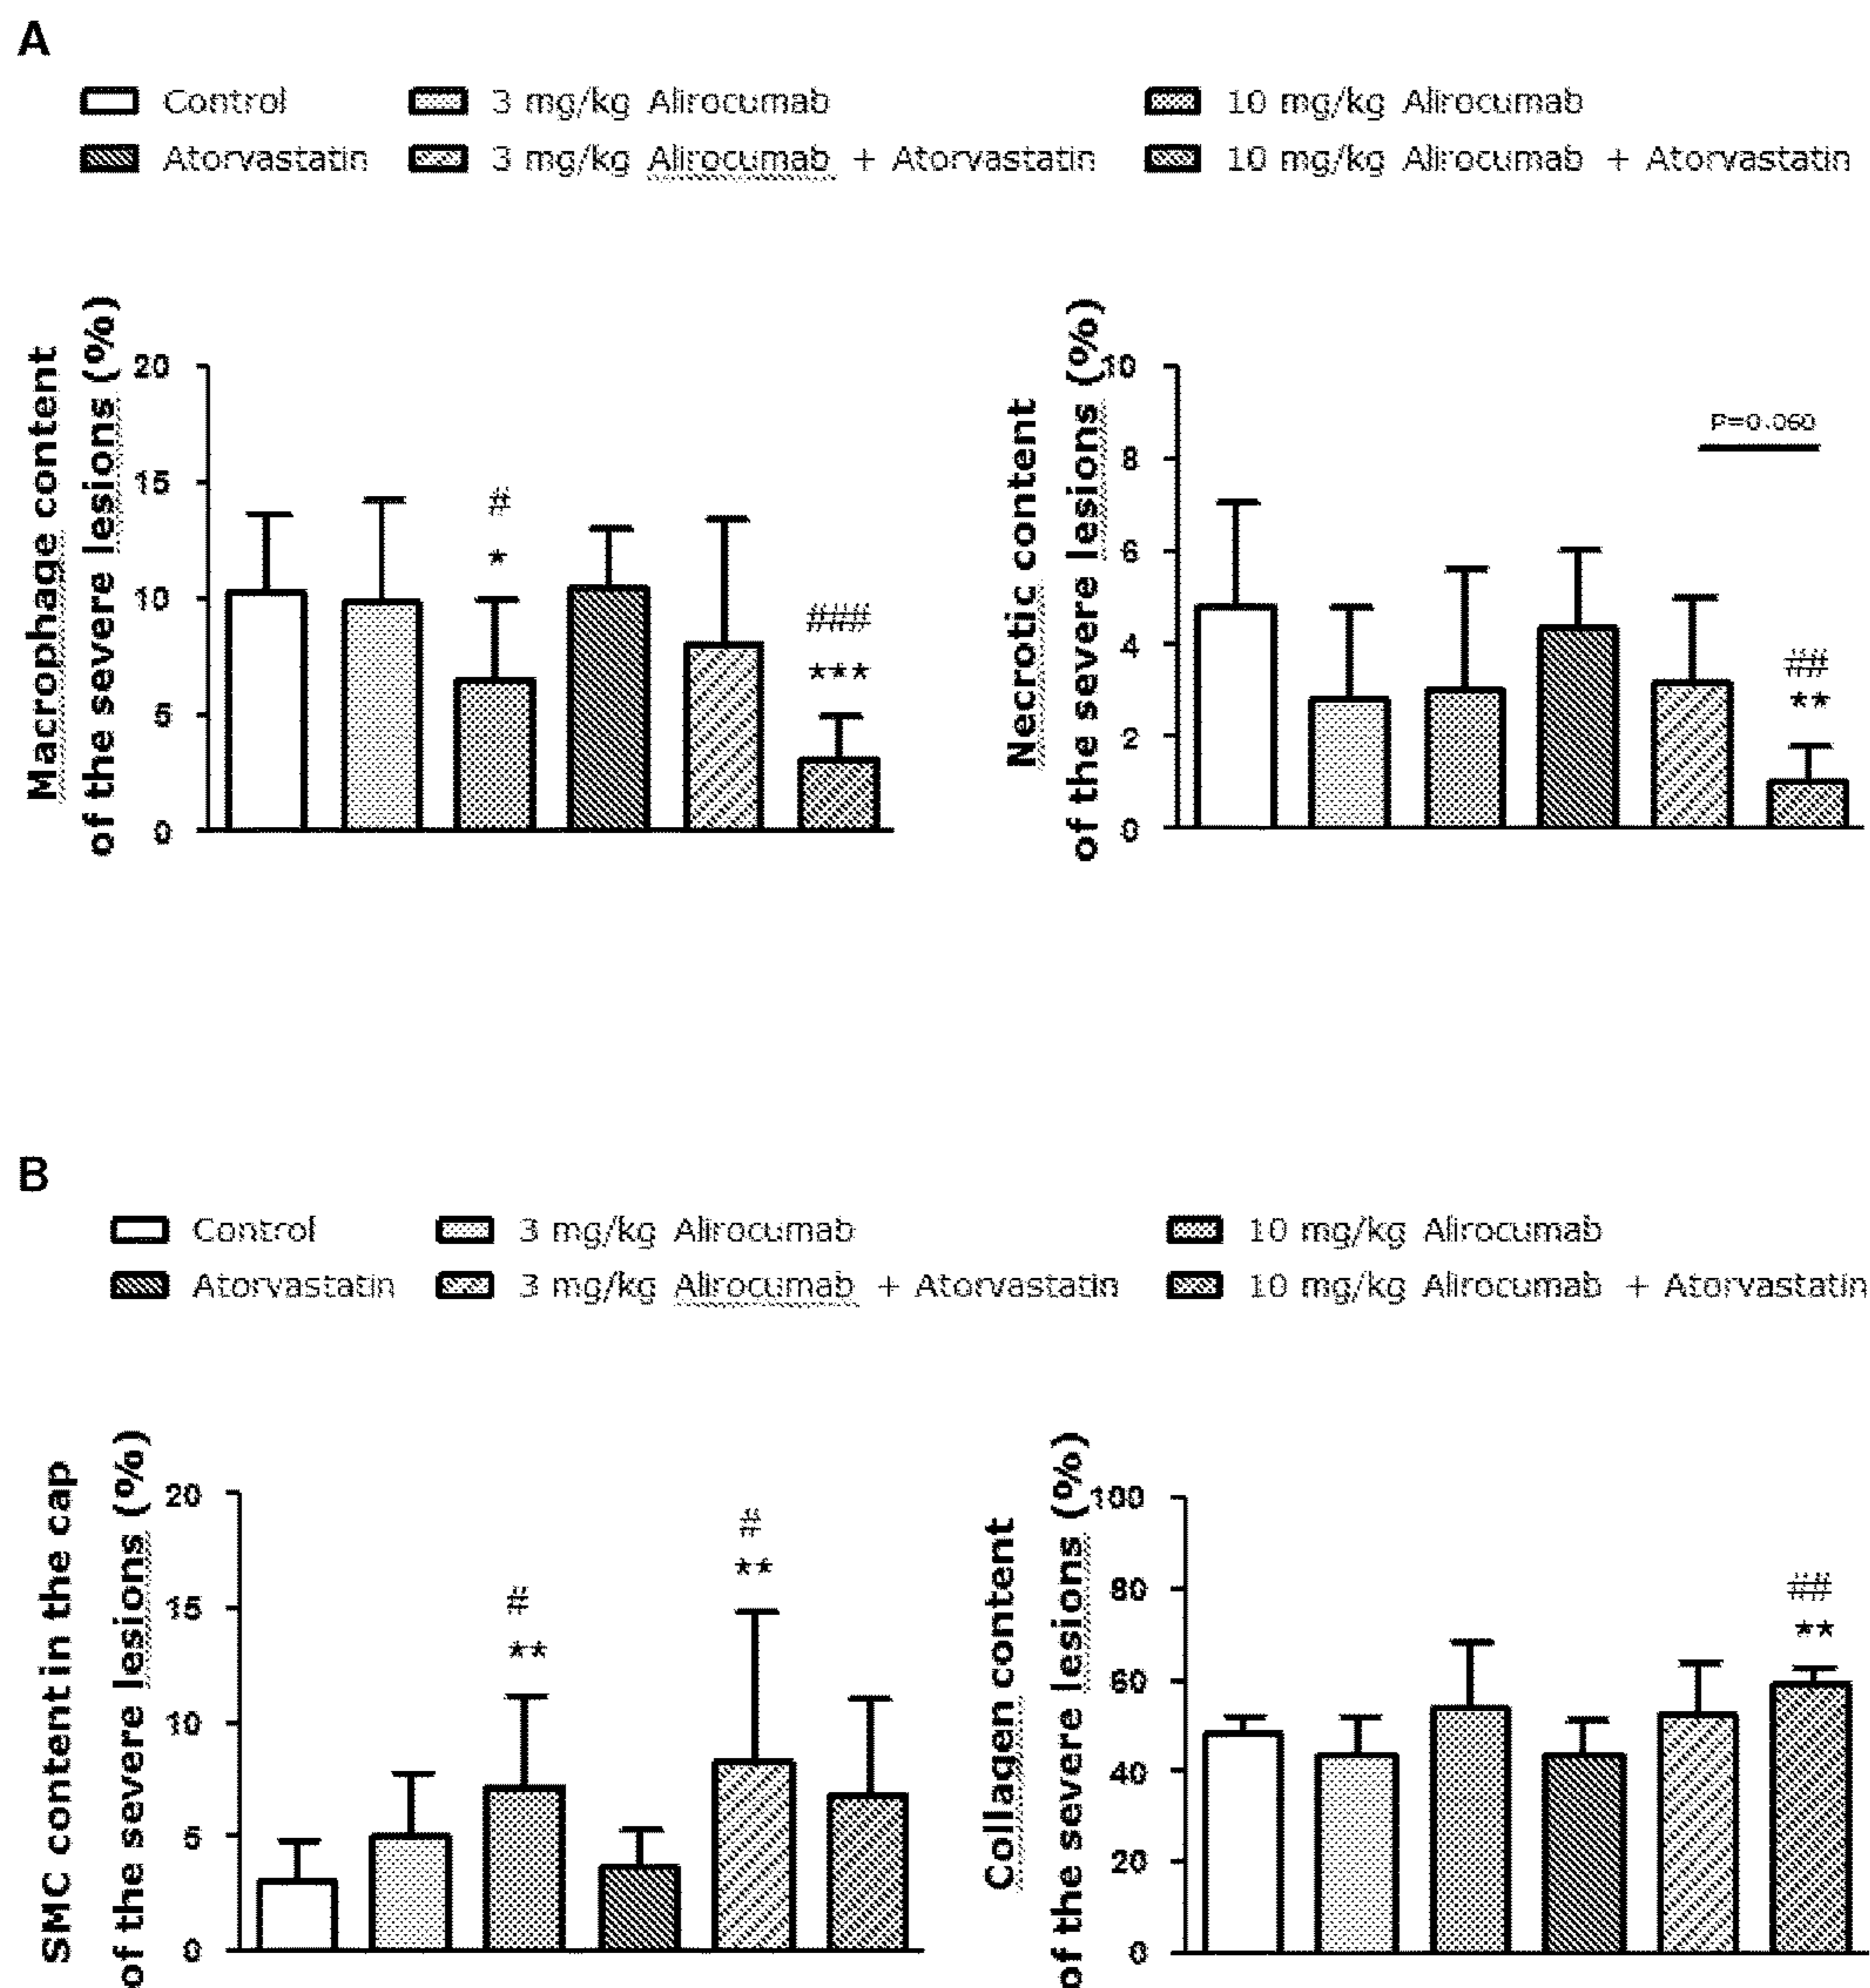 A
Control
3 mg/kg Alirocumab
10 mg/kg Alirocumab
Atorvastatin
3 mg/kg Alirocumab + Atorvastatin
10 mg/kg Alirocumab + Atorvastatin
Macrophage content
of the severe lesions (%)
20
15
10
5
0
#
*
###
***
Necrotic content
of the severe lesions (%)
10
8
6
4
2
0
P=0.060
##
**
B
Control
3 mg/kg Alirocumab
10 mg/kg Alirocumab
Atorvastatin
3 mg/kg Alirocumab + Atorvastatin
10 mg/kg Alirocumab + Atorvastatin
SMC content in the cap
of the severe lesions (%)
20
15
10
5
0
#
**
#
**
Collagen content
of the severe lesions (%)
100
80
60
40
20
0
##
**